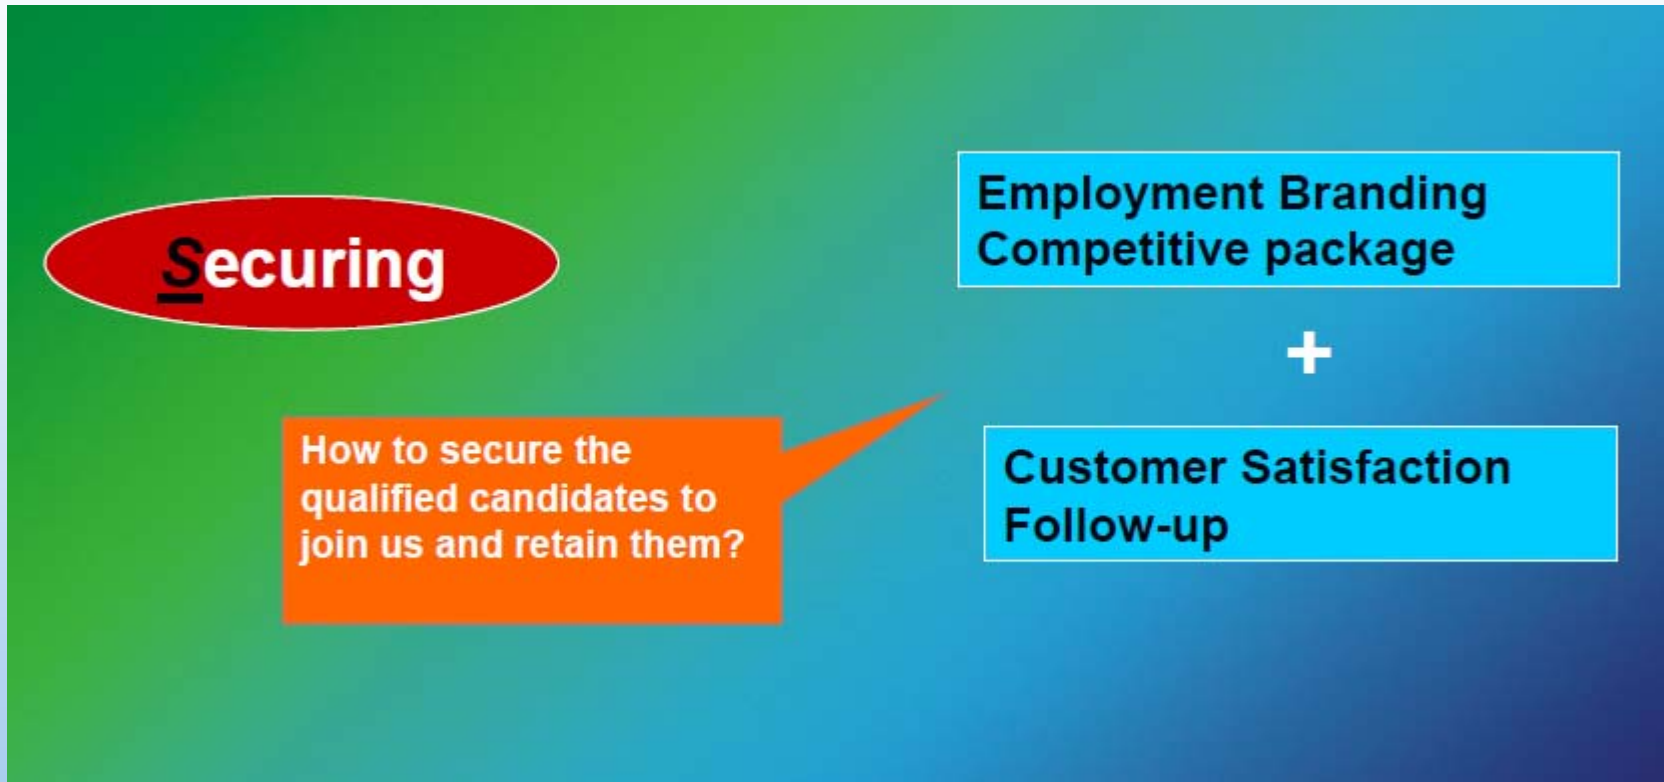 Securing
How to secure the
qualified candidates to
join us and retain them?
Employment Branding
Competitive package
+
Customer Satisfaction
Follow-up